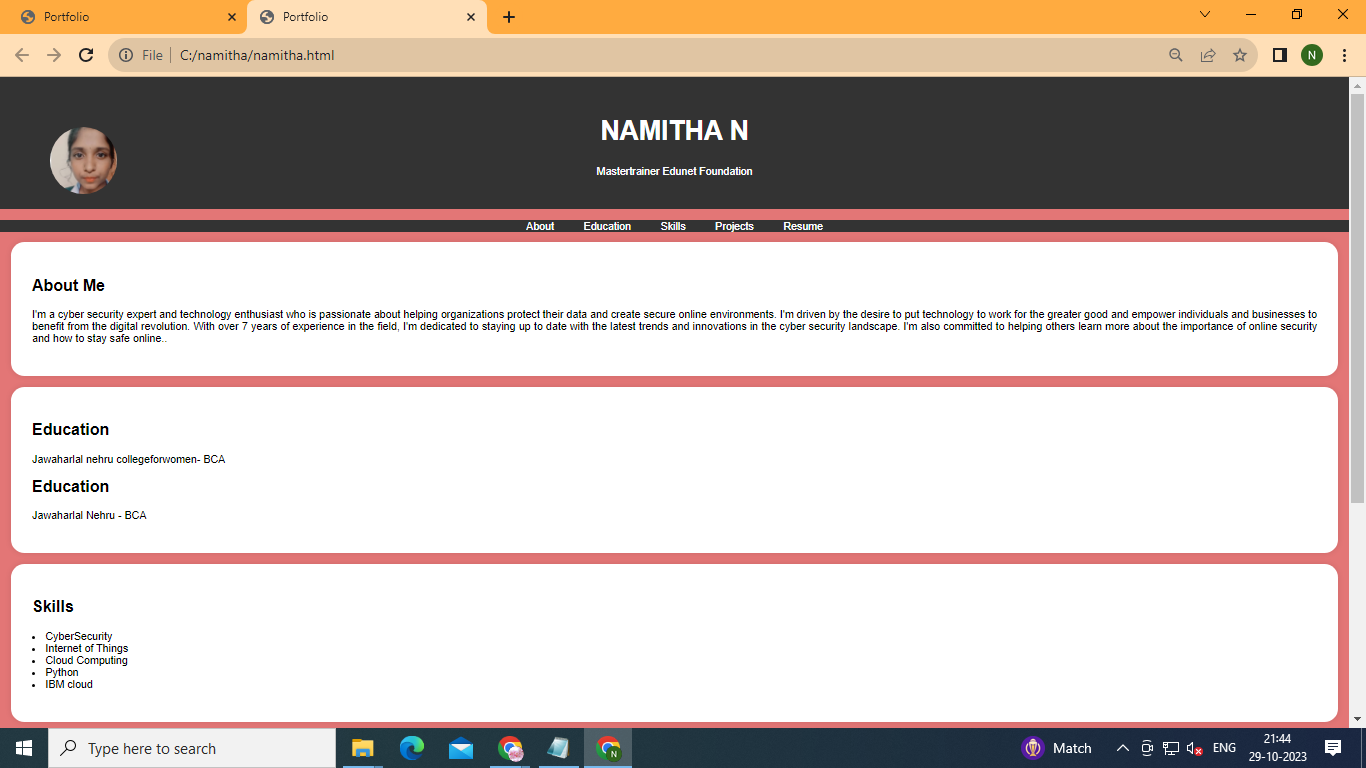 Portfolio
Portfolio
File
C:/namitha/namitha.html
N
NAMITHA N
Mastertrainer Edunet Foundation
About Education Skills Projects Resume
About Me
I'm a cyber security expert and technology enthusiast who is passionate about helping organizations protect their data and create secure online environments. I'm driven by the desire to put technology to work for the greater good and empower individuals and businesses to
benefit from the digital revolution. With over 7 years of experience in the field, I'm dedicated to staying up to date with the latest trends and innovations in the cyber security landscape. I'm also committed to helping others learn more about the importance of online security
and how to stay safe online..
Education
Jawaharlal nehru collegeforwomen- BCA
Education
Jawaharlal Nehru - BCA
Skills
CyberSecurity
Internet of Things
Cloud Computing
Python
IBM cloud
Type here to search
N
Match
ENG
21:44
29-10-2023